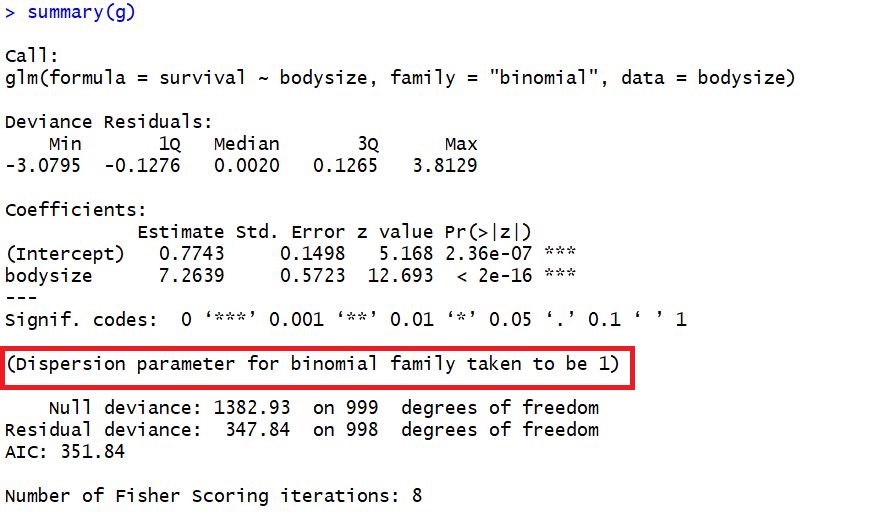 > summary(g)
Call:
glm(formula = survival ~ bodysize, family = "binomial", data = bodysize)
Deviance Residuals:
Min 1Q Median 3Q Max
-3.0795 -0.1276 0.0020 0.1265 3.8129
Coefficients:
Estimate Std. Error z value Pr(>|z|)
(Intercept) 0.7743 0.1498 5.168 2.36e-07 ***
bodysize 7.2639 0.5723 12.693 < 2e-16 ***
---
Signif. codes: 0 ‘***’ 0.001 ‘**’ 0.01 ‘*’ 0.05 ‘.’ 0.1 ‘ ’ 1
(Dispersion parameter for binomial family taken to be 1)
Null deviance: 1382.93 on 999 degrees of freedom
Residual deviance: 347.84 on 998 degrees of freedom
AIC: 351.84
Number of Fisher Scoring iterations: 8